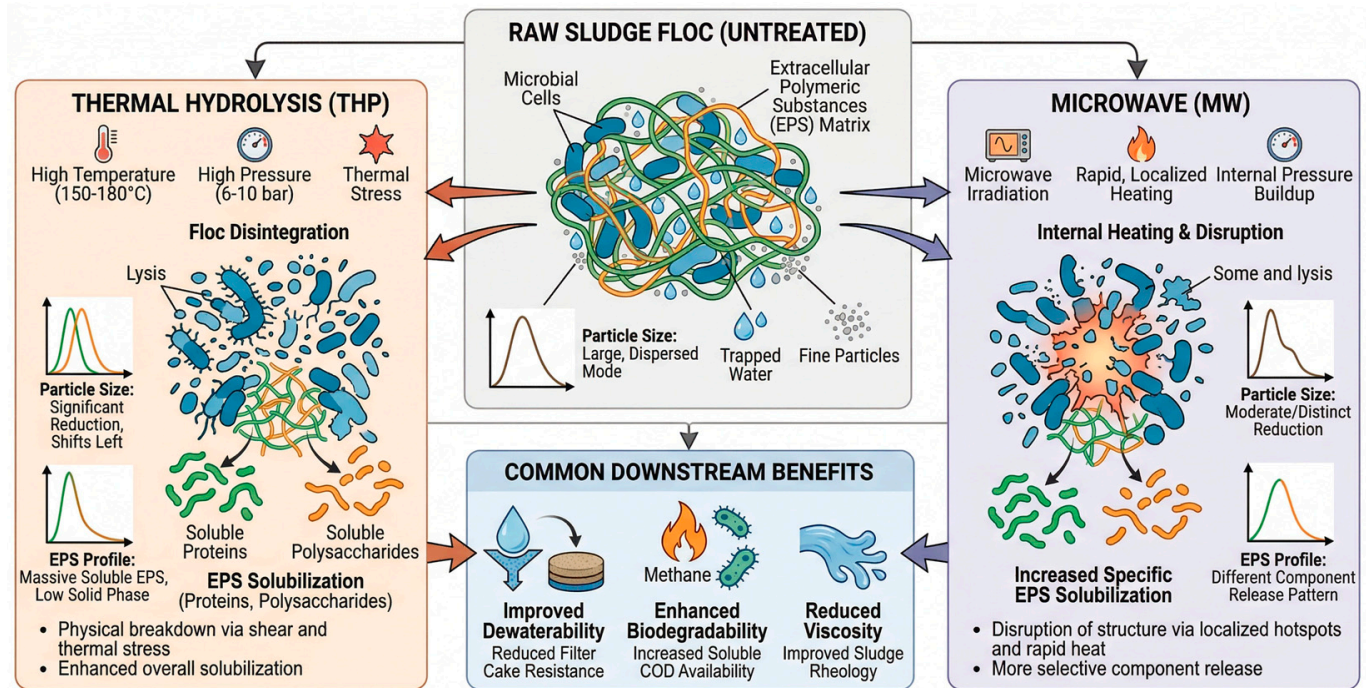 RAW SLUDGE FLOC (UNTREATED)
Microbial
Cells
Extracellular
Polymeric
Substances
(EPS) Matrix
Particle Size:
Large, Dispersed
Mode
Trapped
Water
Fine Particles
THERMAL HYDROLYSIS (THP)
High Temperature
(150-180°C)
High Pressure
(6-10 bar)
Thermal
Stress
Floc Disintegration
Lysis
Particle Size:
Significant
Reduction,
Shifts Left
EPS Profile:
Massive Soluble EPS,
Low Solid Phase
Soluble
Proteins
Soluble
Polysaccharides
EPS Solubilization
(Proteins, Polysaccharides)
• Physical breakdown via shear and
thermal stress
• Enhanced overall solubilization
MICROWAVE (MW)
Microwave
Irradiation
Rapid, Localized
Heating
Internal Pressure
Buildup
Internal Heating & Disruption
Some and lysis
Particle Size:
Moderate/Distinct
Reduction
EPS Profile:
Different Component
Release Pattern
Increased Specific
EPS Solubilization
• Disruption of structure via localized hotspots
and rapid heat
• More selective component release
COMMON DOWNSTREAM BENEFITS
Improved
Dewaterability
Reduced Filter
Cake Resistance
Methane
Enhanced
Biodegradability
Increased Soluble
COD Availability
Reduced
Viscosity
Improved Sludge
Rheology